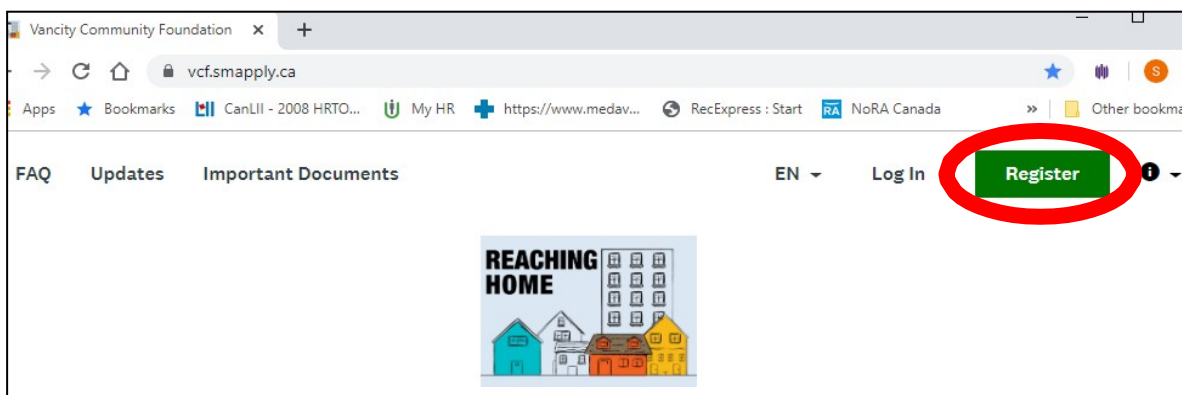 Vancity Community Foundation
vcf.smapply.ca
S
Apps Bookmarks CanLII - 2008 HRTO... My HR https://www.medav... RecExpress : Start RA NoRA Canada » Other bookma
FAQ Updates Important Documents EN Log In Register
REACHING
HOME